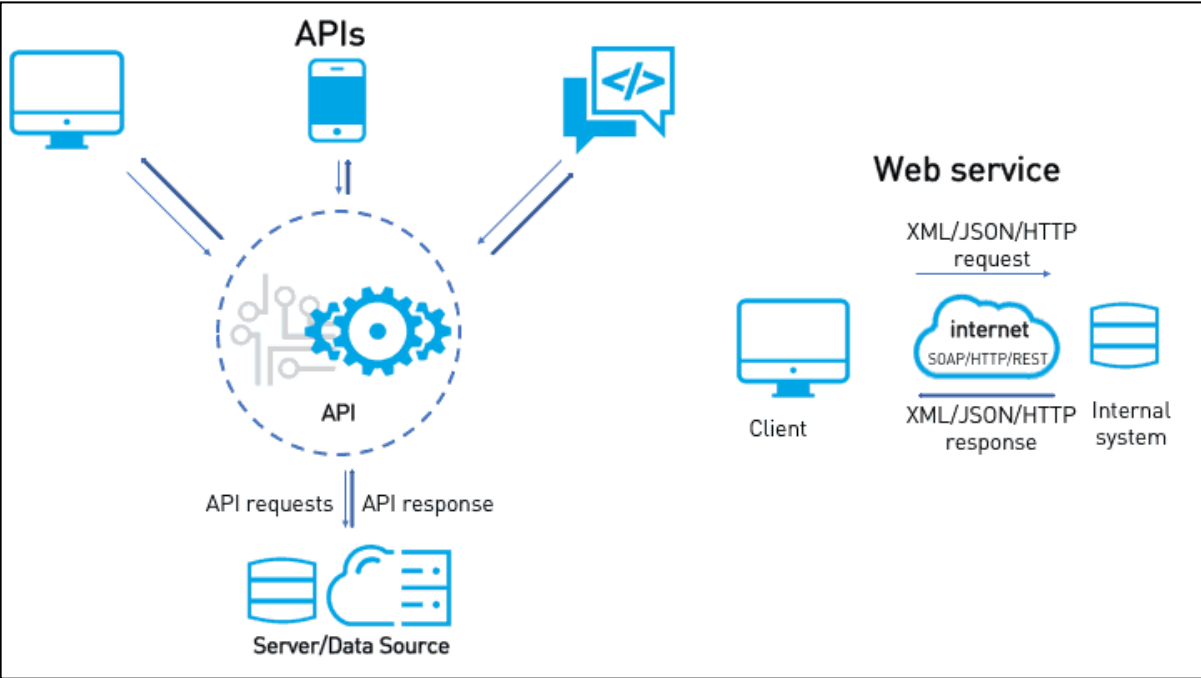 APIs
</>
API
API requests
API response
Server/Data Source
Web service
XML/JSON/HTTP
request
internet
SOAP/HTTP/REST
Client
XML/JSON/HTTP
response
Internal
system